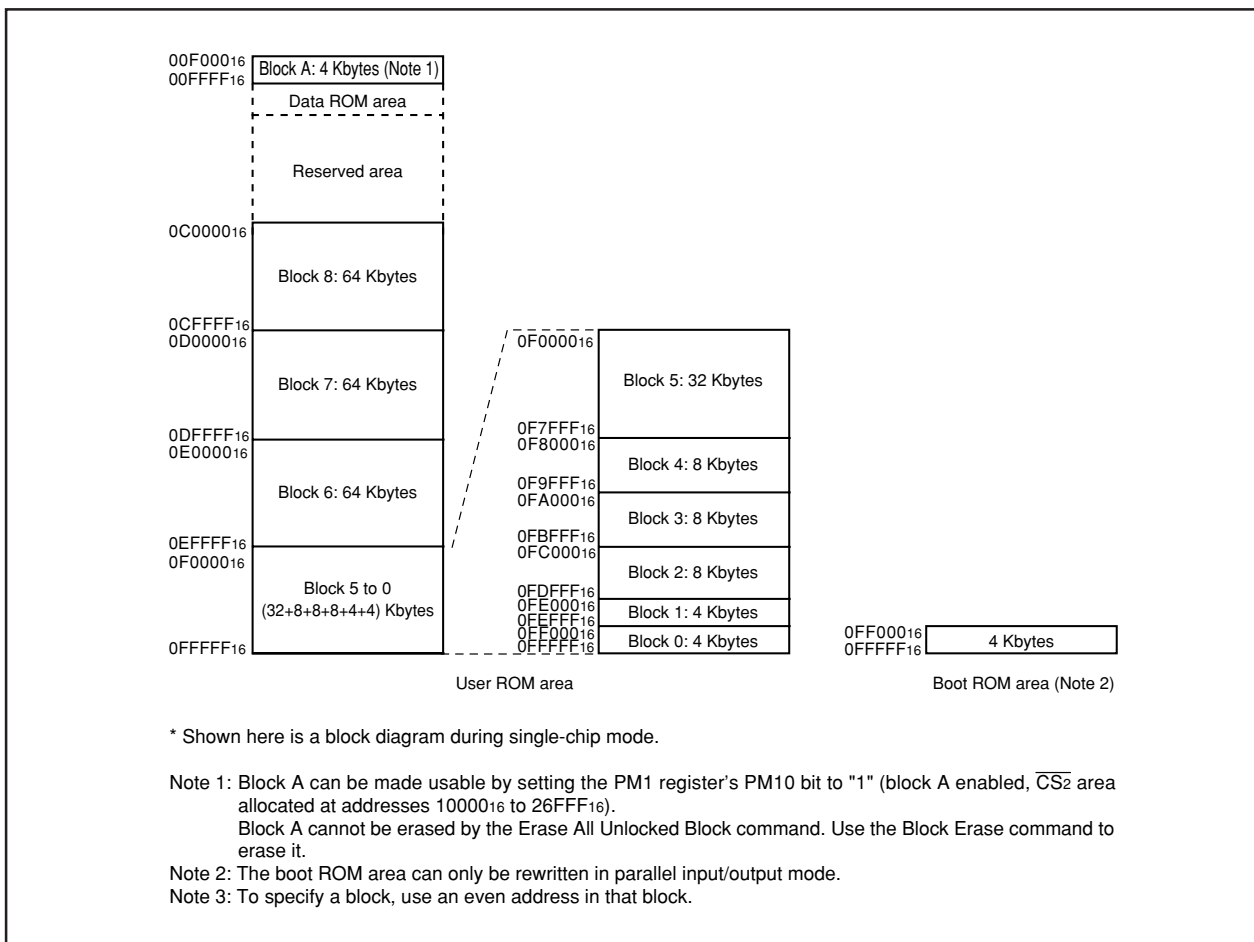 00F00016
00FFFF16
Block A: 4 Kbytes (Note 1)
Data ROM area
Reserved area
0C000016
Block 8: 64 Kbytes
0CFFFF16
0D000016
Block 7: 64 Kbytes
0DFFFF16
0E000016
Block 6: 64 Kbytes
0EFFFF16
0F000016
Block 5 to 0
(32+8+8+8+4+4) Kbytes
0FFFFF16
0F000016
Block 5: 32 Kbytes
0F7FFF16
0F800016
Block 4: 8 Kbytes
0F9FFF16
0FA00016
Block 3: 8 Kbytes
0FBFFF16
0FC00016
Block 2: 8 Kbytes
0FDFFF16
0FE00016
Block 1: 4 Kbytes
0FEFFF16
0FF00016
Block 0: 4 Kbytes
0FFFFF16
0FF00016
0FFFFF16
4 Kbytes
User ROM area
Boot ROM area (Note 2)
* Shown here is a block diagram during single-chip mode.
Note 1: Block A can be made usable by setting the PM1 register's PM10 bit to "1" (block A enabled, CS2 area
allocated at addresses 1000016 to 26FFF16).
Block A cannot be erased by the Erase All Unlocked Block command. Use the Block Erase command to
erase it.
Note 2: The boot ROM area can only be rewritten in parallel input/output mode.
Note 3: To specify a block, use an even address in that block.